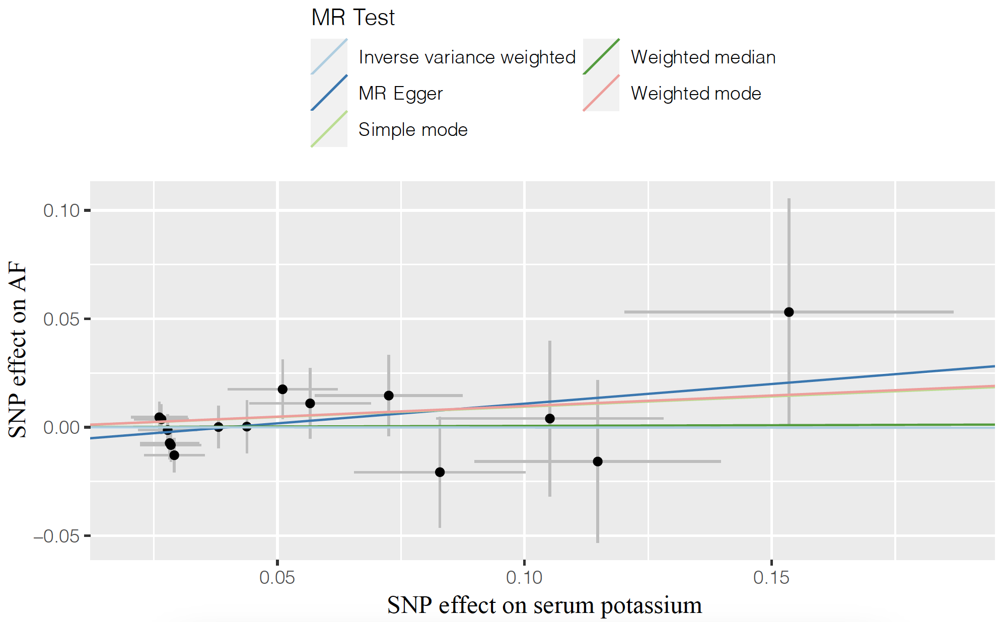 MR Test
Inverse variance weighted
Weighted median
MR Egger
Weighted mode
Simple mode
SNP effect on AF
0.10
0.05
0.00
−0.05
0.05
0.10
0.15
SNP effect on serum potassium